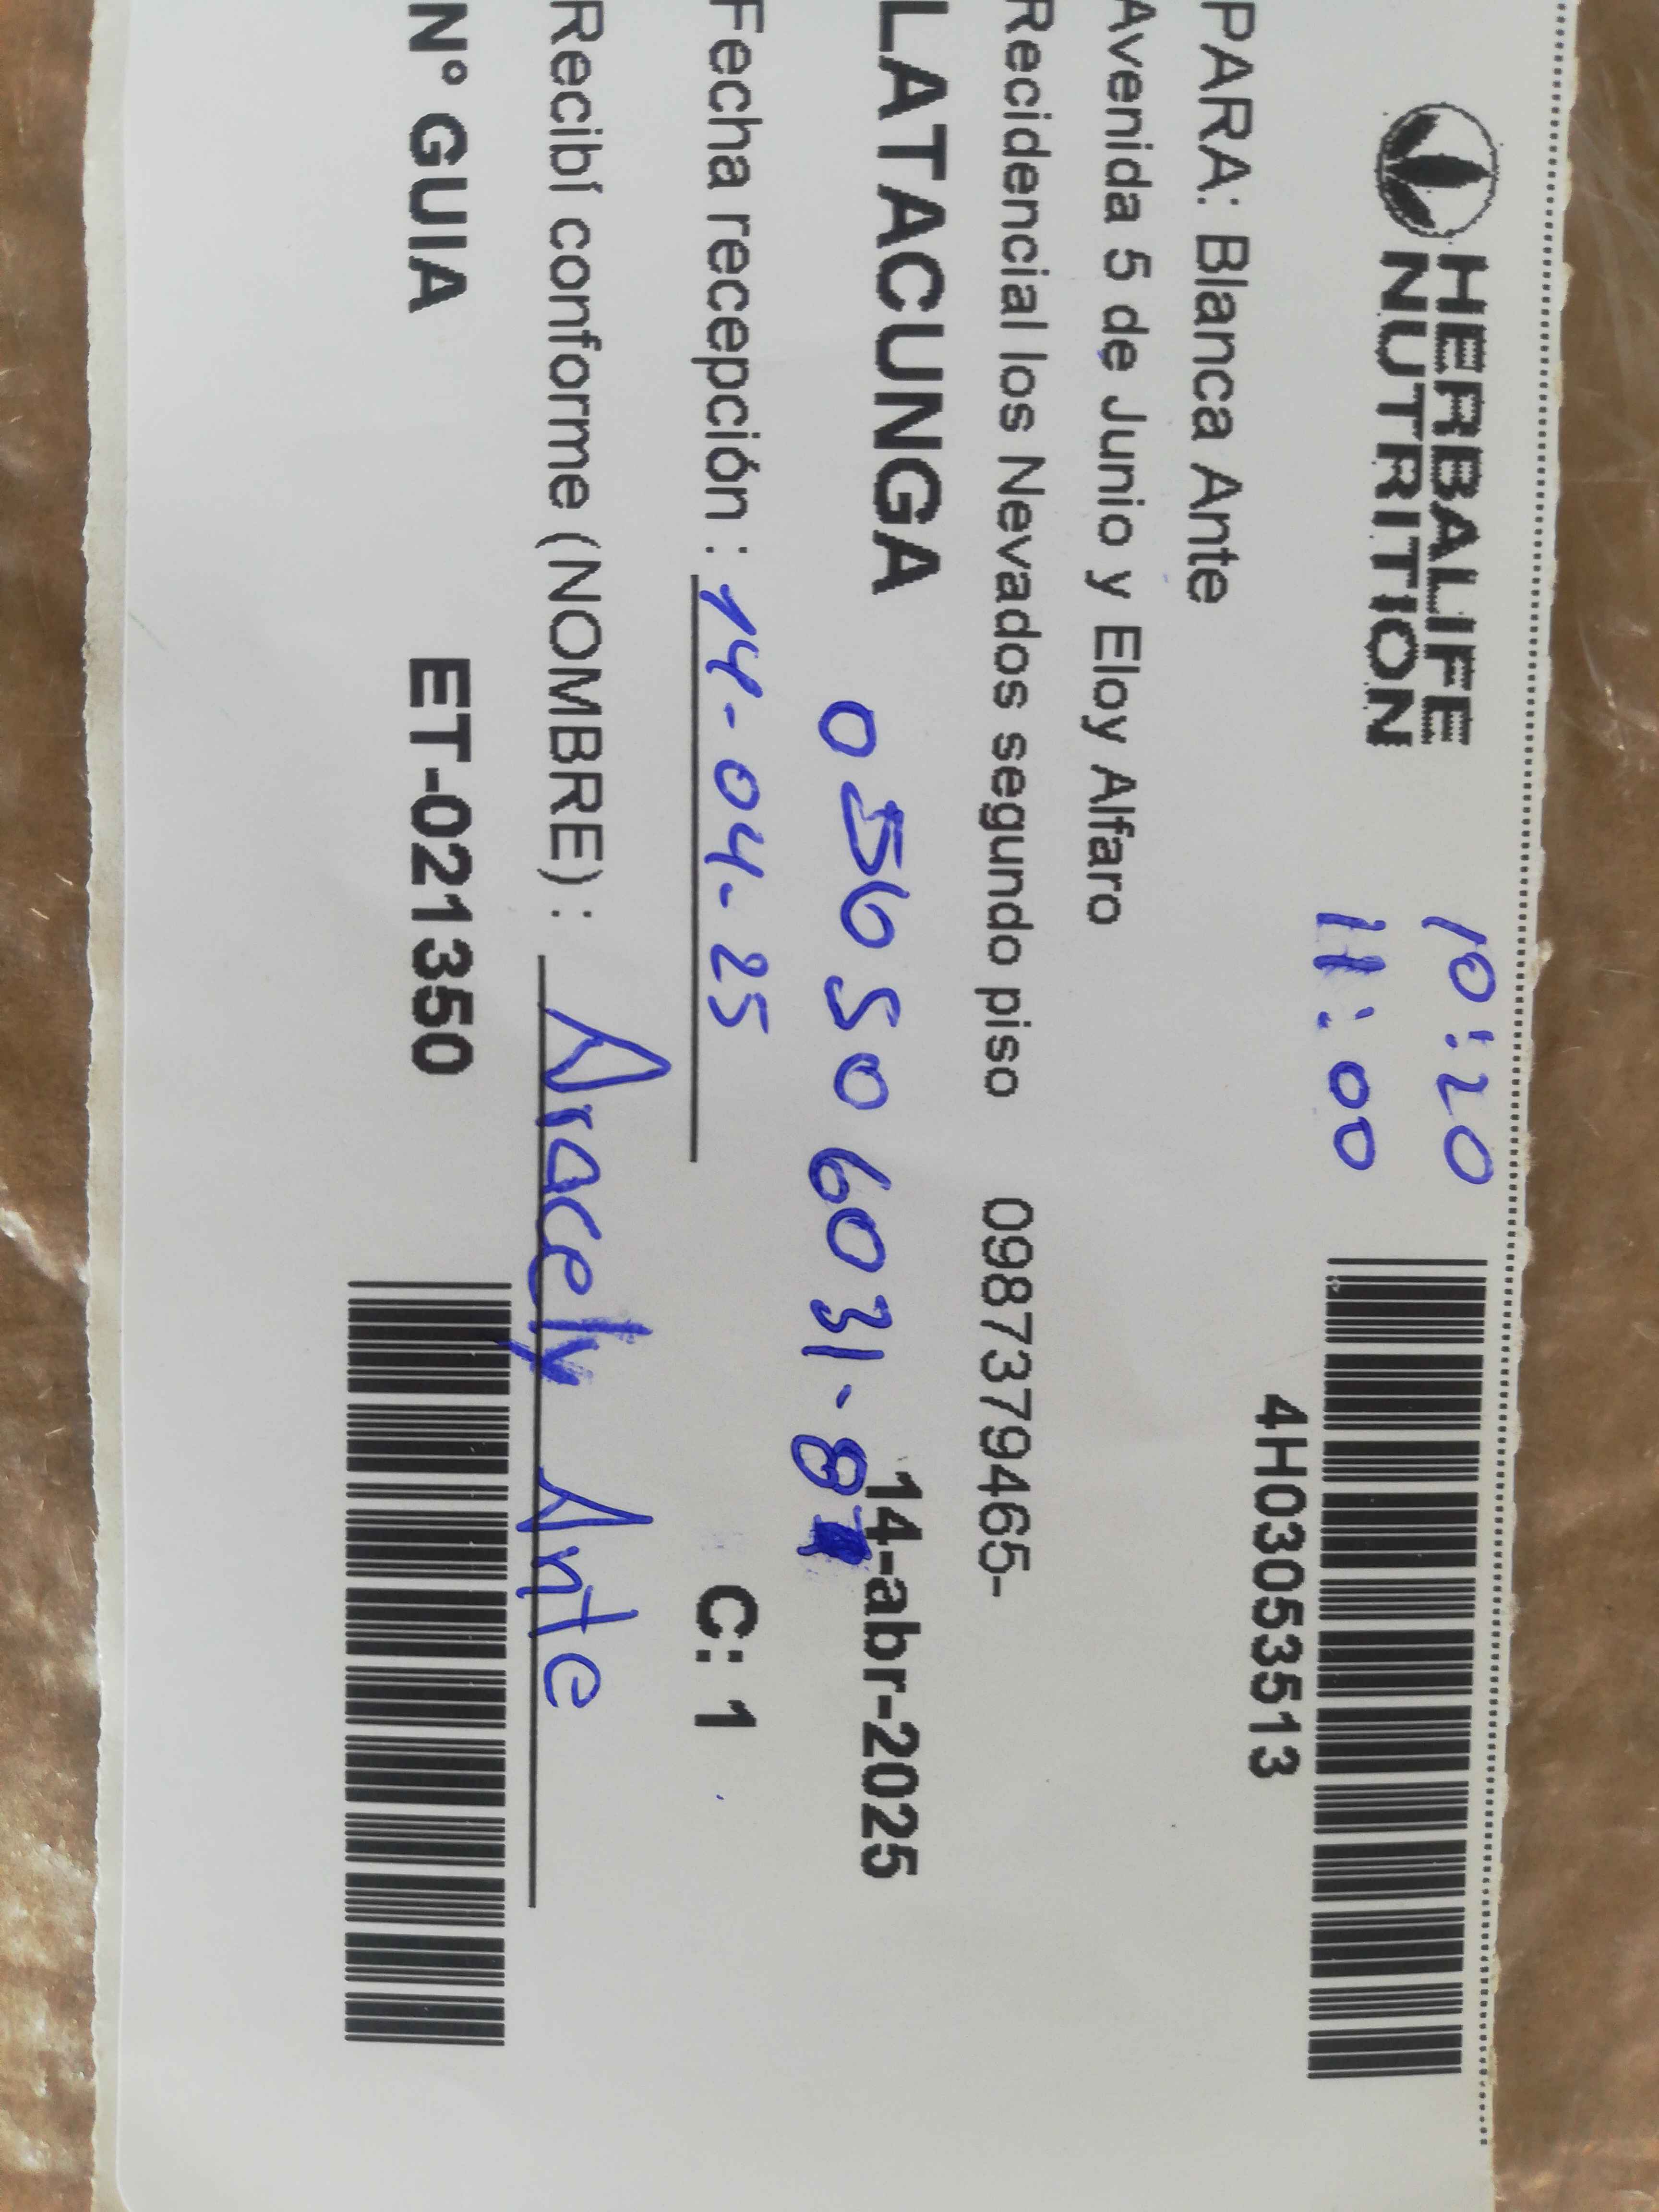 HERBALIFE
NUTRITION
10:20
11:00
4H03053513
PARA: Blanca Ante
Avenida 5 de Junio y Eloy Alfaro
Recidencial los Nevados segundo piso 0987379465-
LATACUNGA 14-abr-2025
056506031-8
Fecha recepción : 14-04-25 C: 1
Recibí conforme (NOMBRE) : Aracely Ante
N° GUIA ET-021350